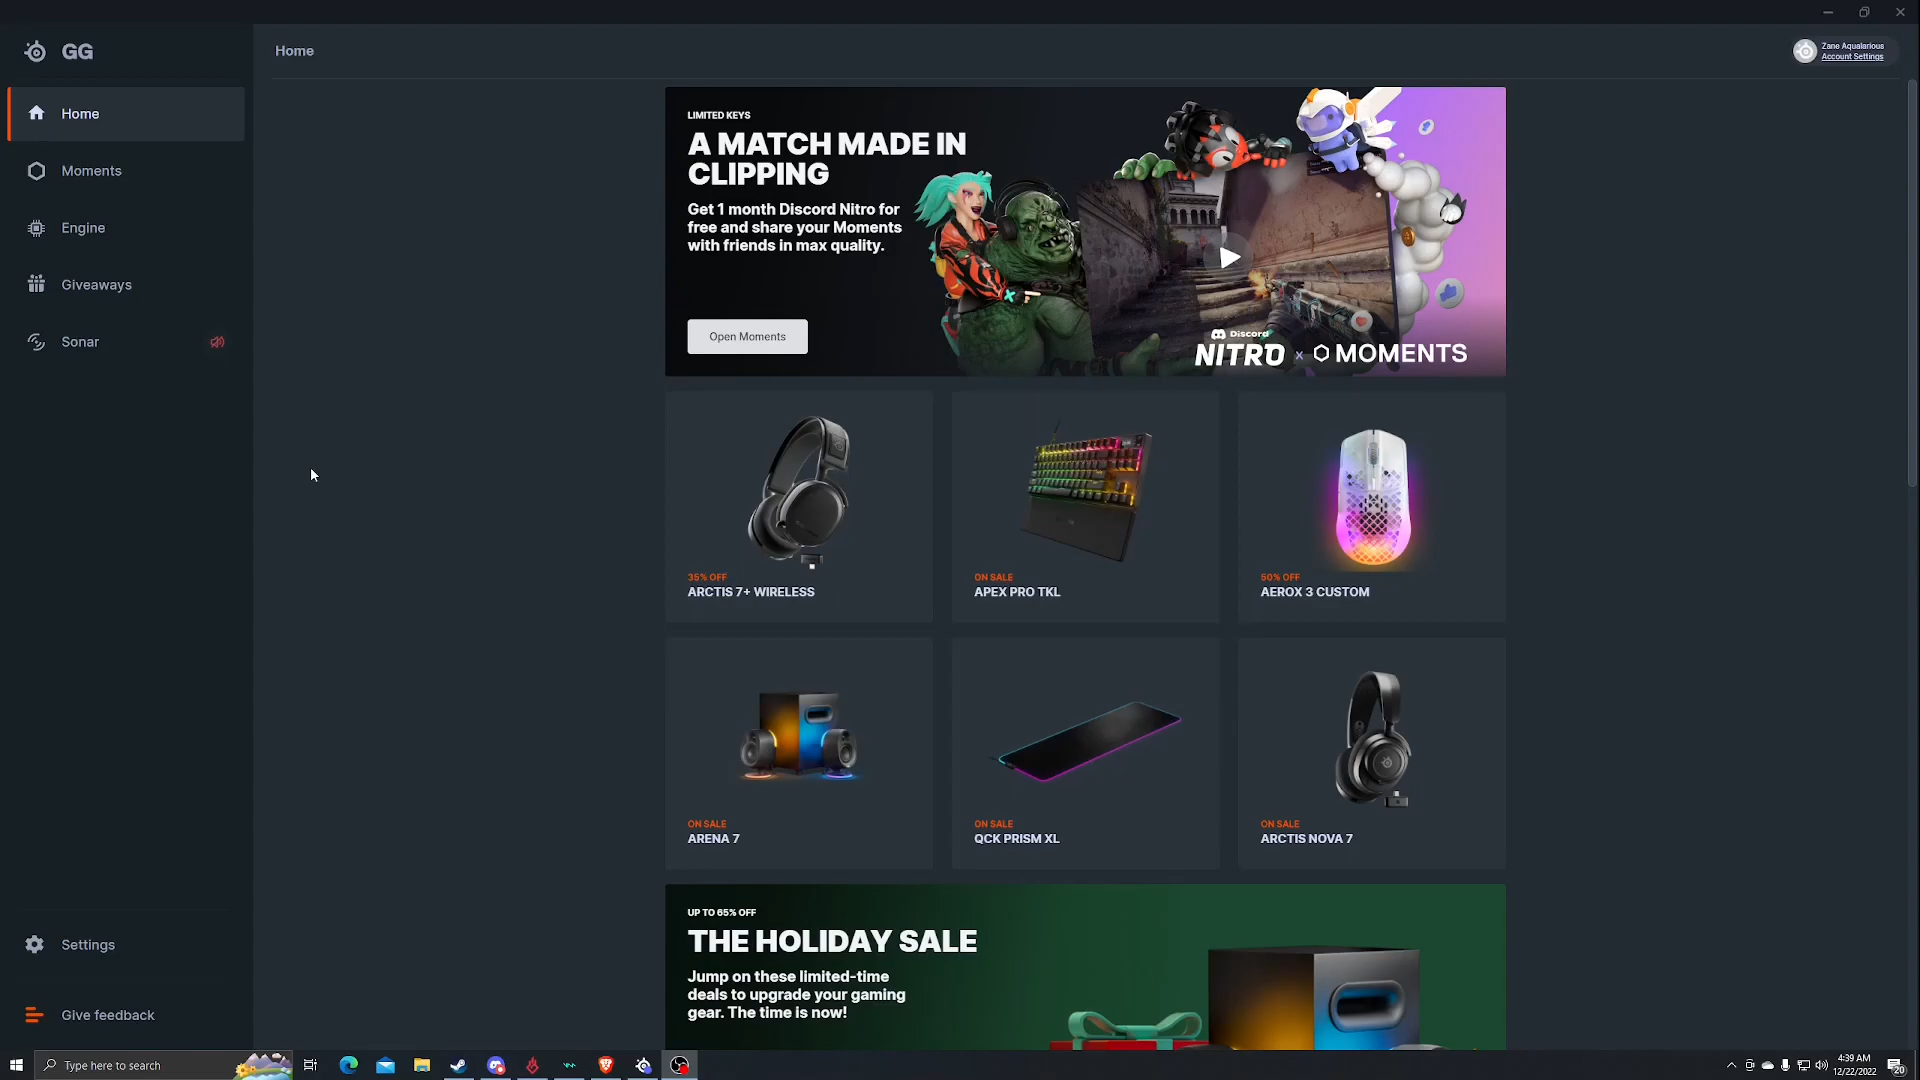 GG
Home
Zane Aqualarious
Account Settings
Home
Moments
Engine
Giveaways
Sonar
Settings
Give feedback
LIMITED KEYS
A MATCH MADE IN
CLIPPING
Get 1 month Discord Nitro for
free and share your Moments
with friends in max quality.
Open Moments
Discord
NITRO x MOMENTS
35% OFF
ARCTIS 7+ WIRELESS
ON SALE
APEX PRO TKL
50% OFF
AEROX 3 CUSTOM
ON SALE
ARENA 7
ON SALE
QCK PRISM XL
ON SALE
ARCTIS NOVA 7
UP TO 65% OFF
THE HOLIDAY SALE
Jump on these limited-time
deals to upgrade your gaming
gear. The time is now!
Type here to search
4:39 AM
12/22/2022
20